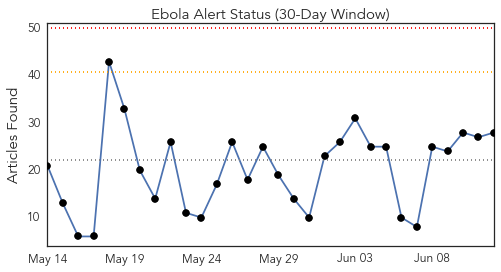 Ebola Alert Status (30-Day Window)
Articles Found
50
40
30
20
10
May 14 May 19 May 24 May 29 Jun 03 Jun 08